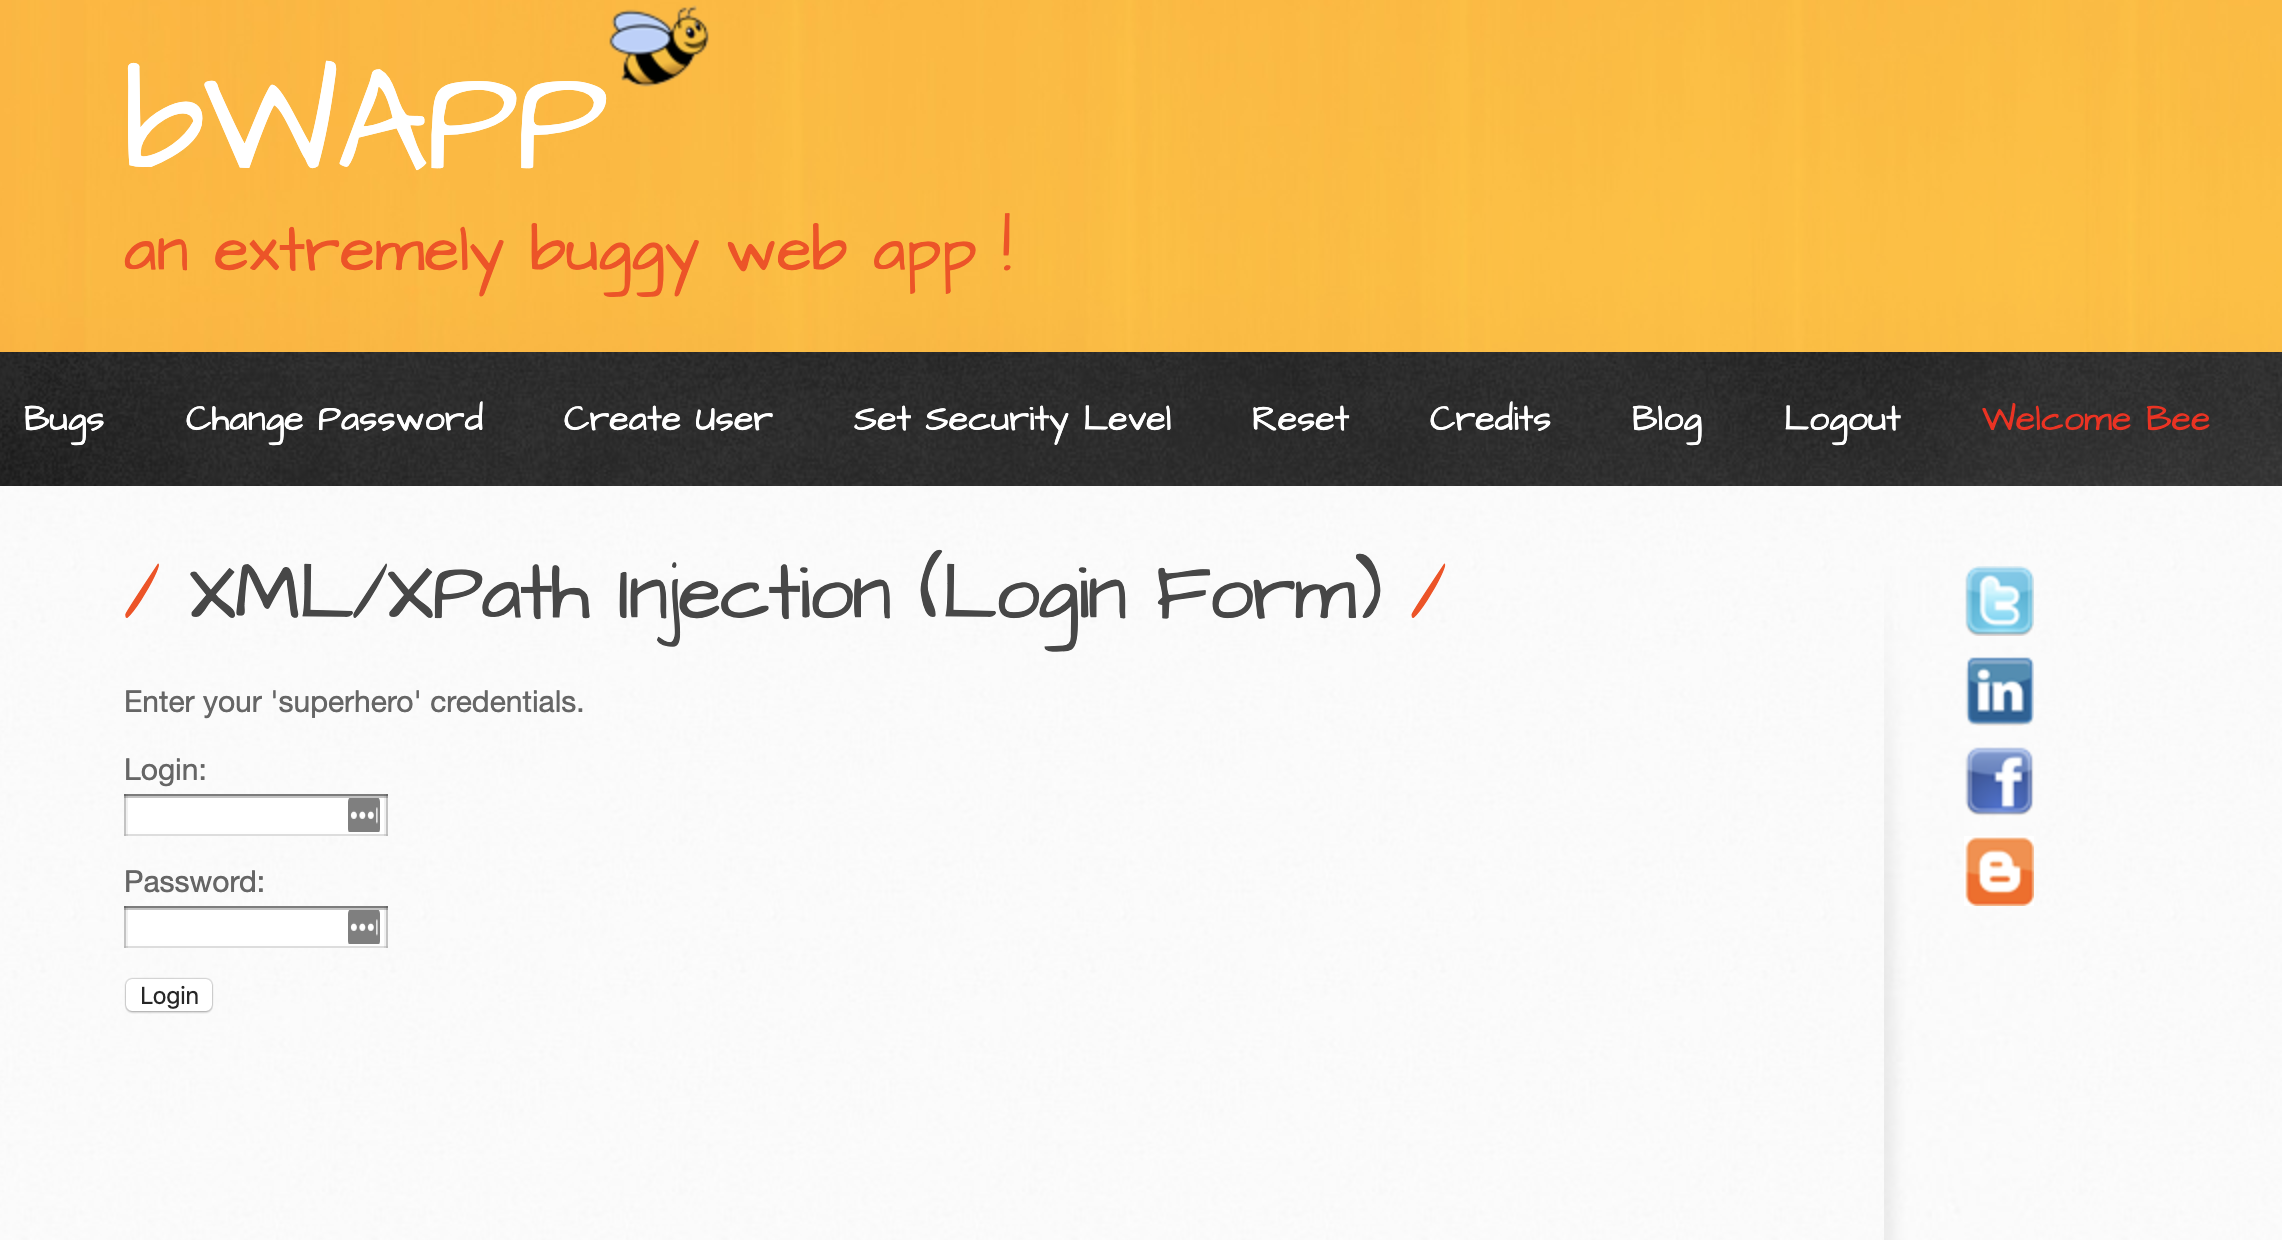 bWAPP
an extremely buggy web app !
Bugs Change Password Create User Set Security Level Reset Credits Blog Logout Welcome Bee
/ XML/XPath Injection (Login Form) /
Enter your 'superhero' credentials.
Login:
Password:
Login